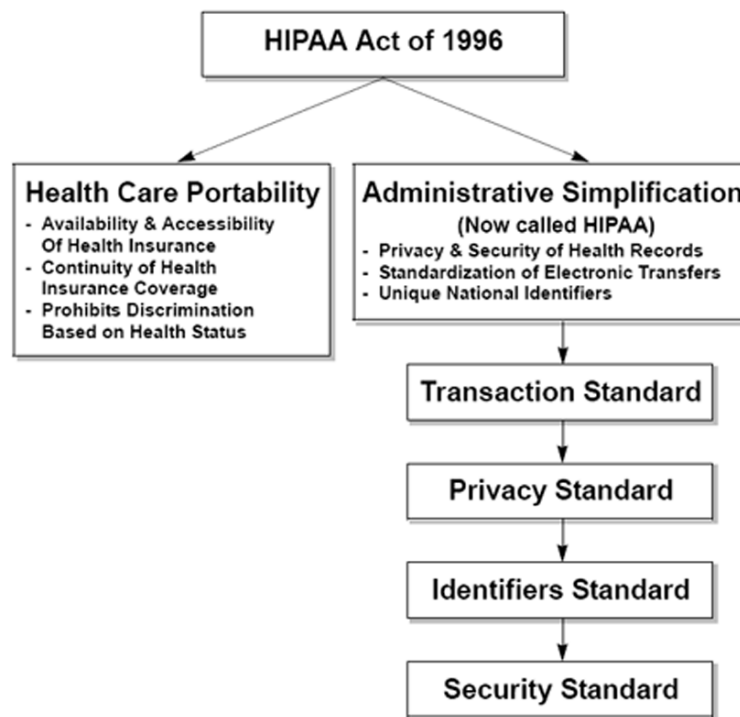 HIPAA Act of 1996
Health Care Portability
- Availability & Accessibility
Of Health Insurance
- Continuity of Health
Insurance Coverage
- Prohibits Discrimination
Based on Health Status
Administrative Simplification
(Now called HIPAA)
- Privacy & Security of Health Records
- Standardization of Electronic Transfers
- Unique National Identifiers
Transaction Standard
Privacy Standard
Identifiers Standard
Security Standard